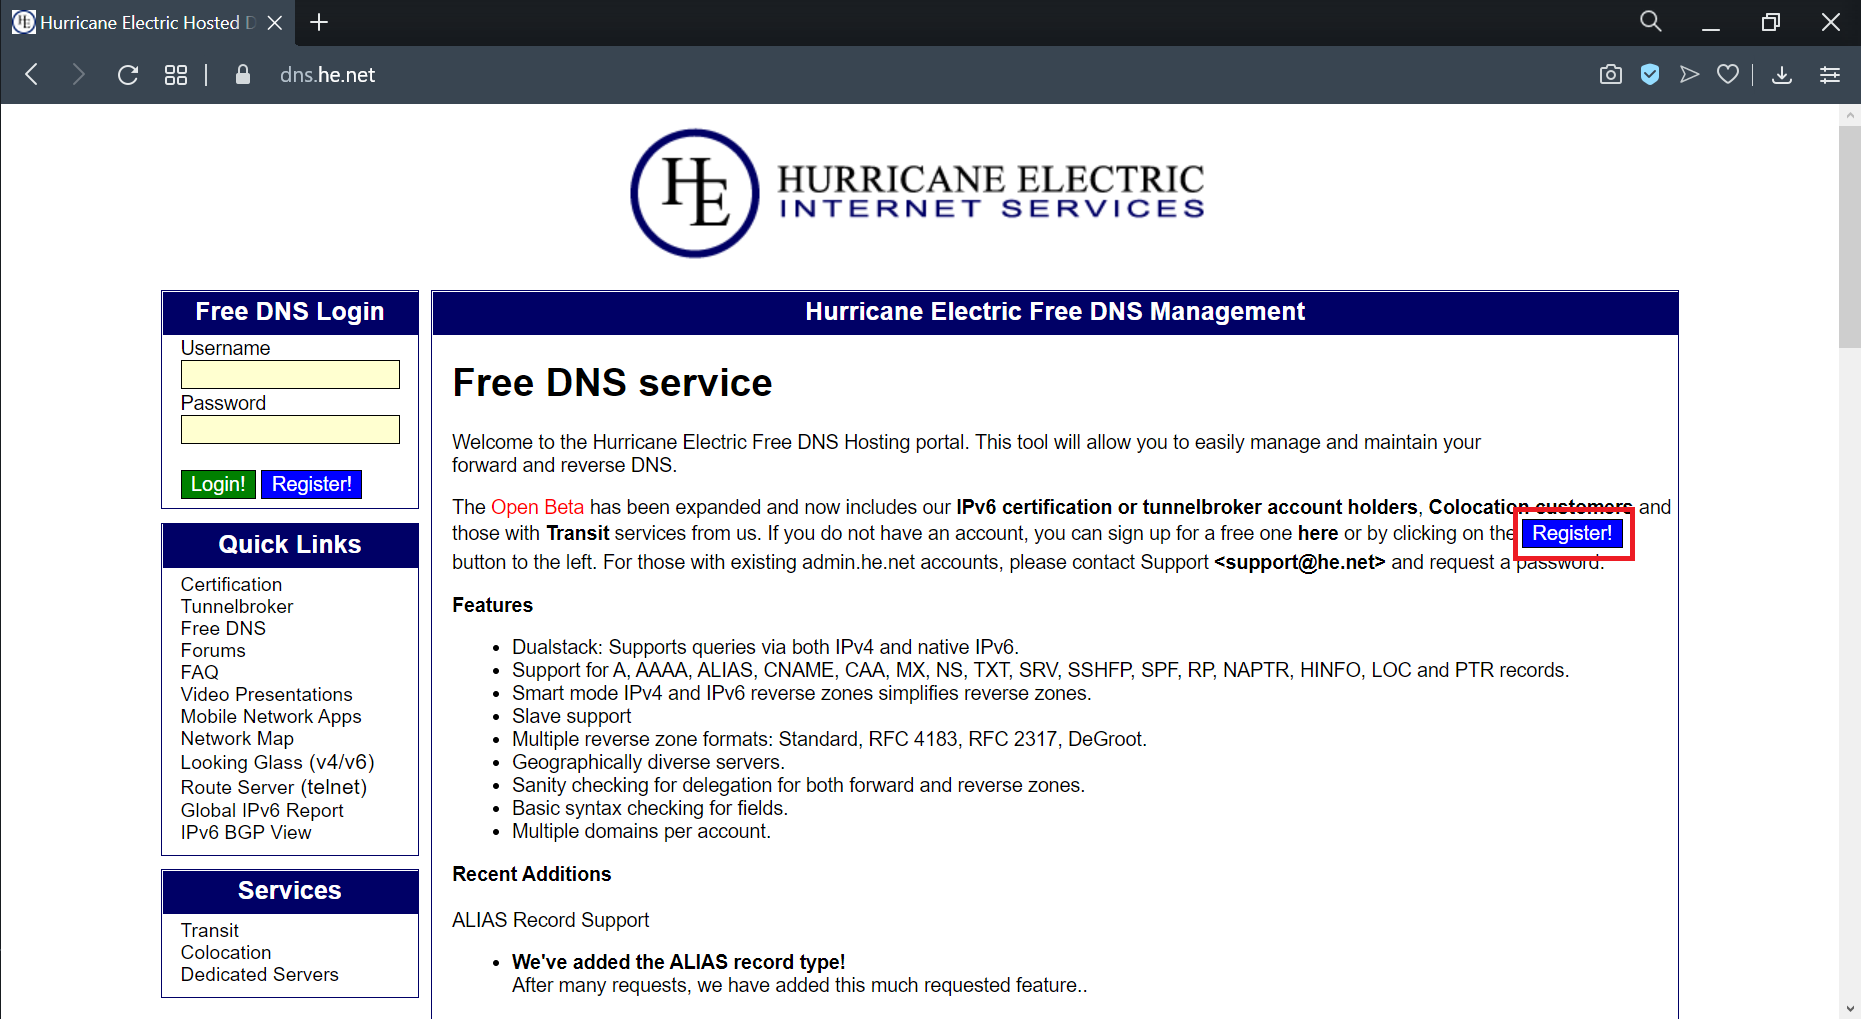 Hurricane Electric Hosted D
dns.he.net
HE
HURRICANE ELECTRIC
INTERNET SERVICES
Free DNS Login
Username
Password
Login! Register!
Quick Links
Certification
Tunnelbroker
Free DNS
Forums
FAQ
Video Presentations
Mobile Network Apps
Network Map
Looking Glass (v4/v6)
Route Server (telnet)
Global IPv6 Report
IPv6 BGP View
Services
Transit
Colocation
Dedicated Servers
Hurricane Electric Free DNS Management
Free DNS service
Welcome to the Hurricane Electric Free DNS Hosting portal. This tool will allow you to easily manage and maintain your
forward and reverse DNS.
The Open Beta has been expanded and now includes our IPv6 certification or tunnelbroker account holders, Colocation customers and
those with Transit services from us. If you do not have an account, you can sign up for a free one here or by clicking on the Register!
button to the left. For those with existing admin.he.net accounts, please contact Support <support@he.net> and request a password.
Features
• Dualstack: Supports queries via both IPv4 and native IPv6.
• Support for A, AAAA, ALIAS, CNAME, CAA, MX, NS, TXT, SRV, SSHFP, SPF, RP, NAPTR, HINFO, LOC and PTR records.
• Smart mode IPv4 and IPv6 reverse zones simplifies reverse zones.
• Slave support
• Multiple reverse zone formats: Standard, RFC 4183, RFC 2317, DeGroot.
• Geographically diverse servers.
• Sanity checking for delegation for both forward and reverse zones.
• Basic syntax checking for fields.
• Multiple domains per account.
Recent Additions
ALIAS Record Support
• We've added the ALIAS record type!
After many requests, we have added this much requested feature..